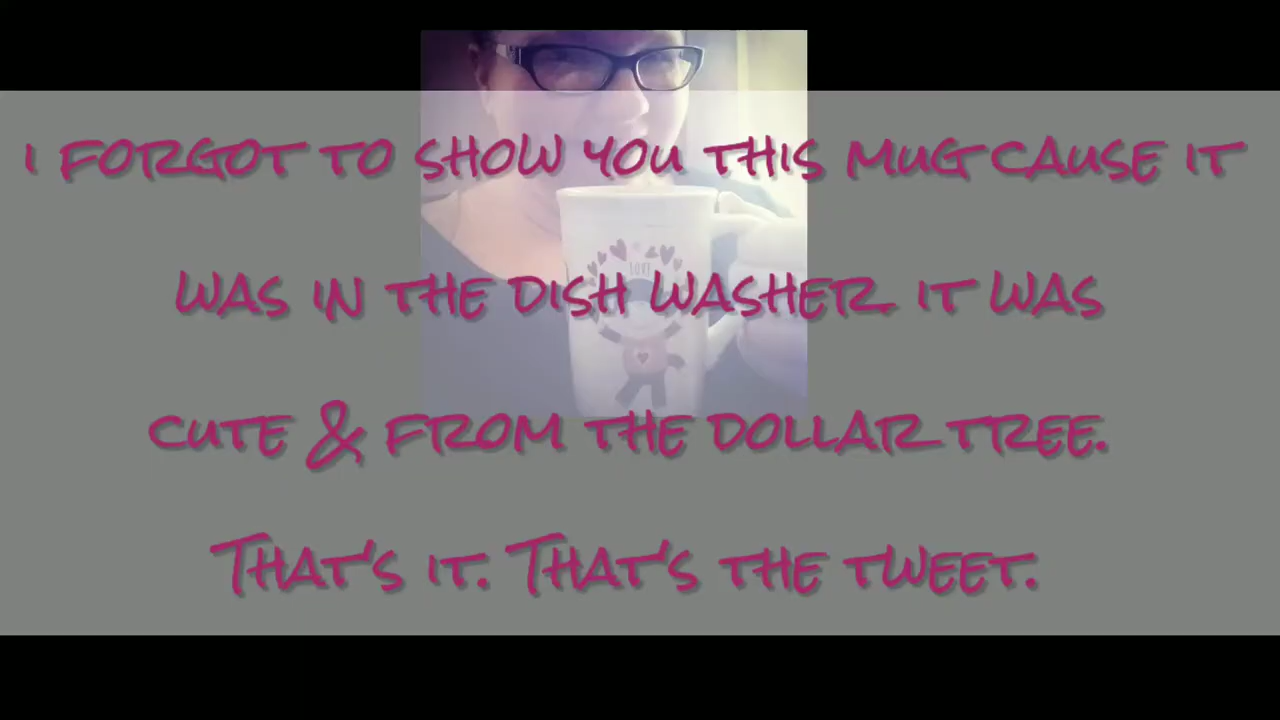 I FORGOT TO SHOW YOU THIS MUG CAUSE IT
WAS IN THE DISH WASHER IT WAS
CUTE & FROM THE DOLLAR TREE.
THAT'S IT. THAT'S THE TWEET.
LOVE